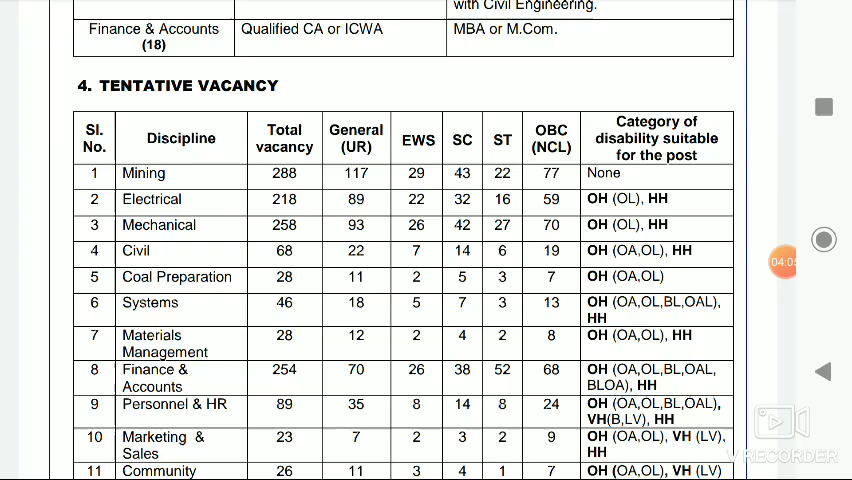 with Civil Engineering.
Finance & Accounts Qualified CA or ICWA MBA or M.Com.
(18)
4. TENTATIVE VACANCY
Sl. No. Discipline Total vacancy General (UR) EWS SC ST OBC (NCL) Category of disability suitable for the post
1 Mining 288 117 29 43 22 77 None
2 Electrical 218 89 22 32 16 59 OH (OL), HH
3 Mechanical 258 93 26 42 27 70 OH (OL), HH
4 Civil 68 22 7 14 6 19 OH (OA,OL), HH
5 Coal Preparation 28 11 2 5 3 7 OH (OA,OL)
6 Systems 46 18 5 7 3 13 OH (OA,OL,BL,OAL),
HH
7 Materials 28 12 2 4 2 8 OH (OA,OL), HH
Management
8 Finance & 254 70 26 38 52 68 OH (OA,OL,BL,OAL,
Accounts BLOA), HH
9 Personnel & HR 89 35 8 14 8 24 OH (OA,OL,BL,OAL),
VH(B,LV), HH
10 Marketing & 23 7 2 3 2 9 OH (OA,OL), VH (LV),
Sales HH
11 Community 26 11 3 4 1 7 OH (OA,OL), VH (LV)
V RECORDER